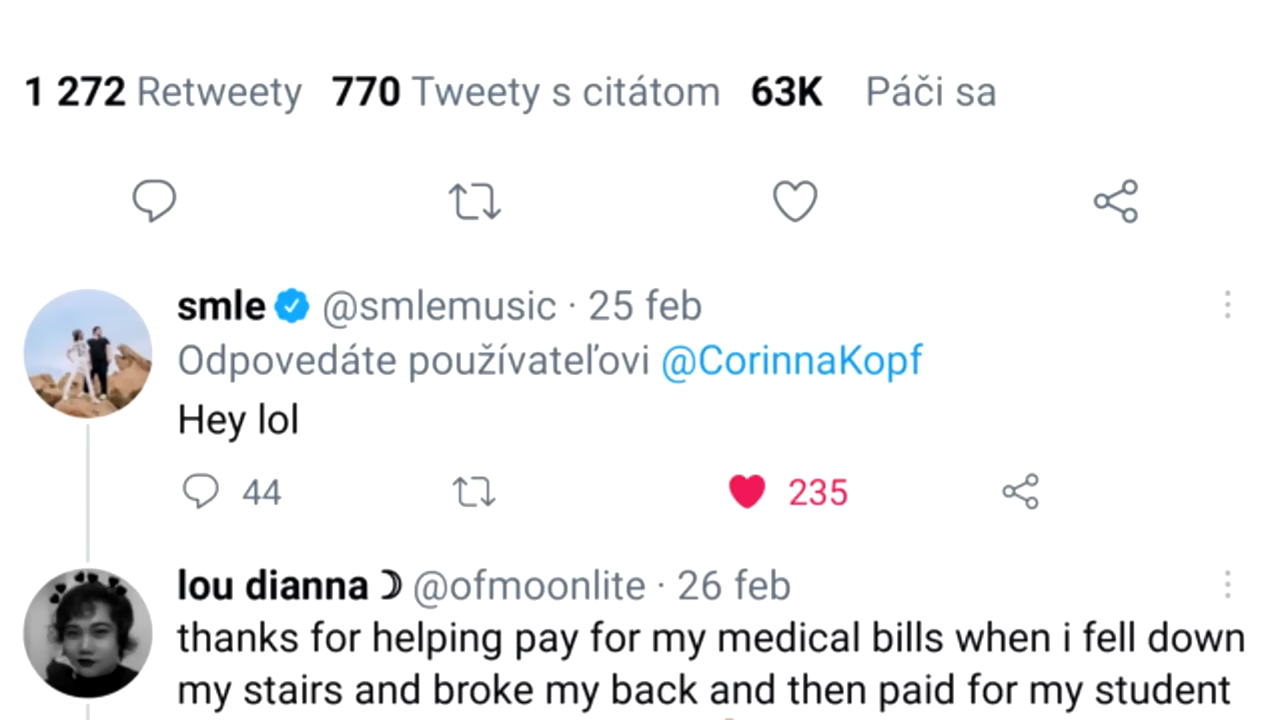 1 272 Retweety 770 Tweety s citátom 63K Páči sa
smle @smlemusic · 25 feb
Odpovedáte používateľovi @CorinnaKopf
Hey lol
44 235
lou dianna☽ @ofmoonlite · 26 feb
thanks for helping pay for my medical bills when i fell down
my stairs and broke my back and then paid for my student